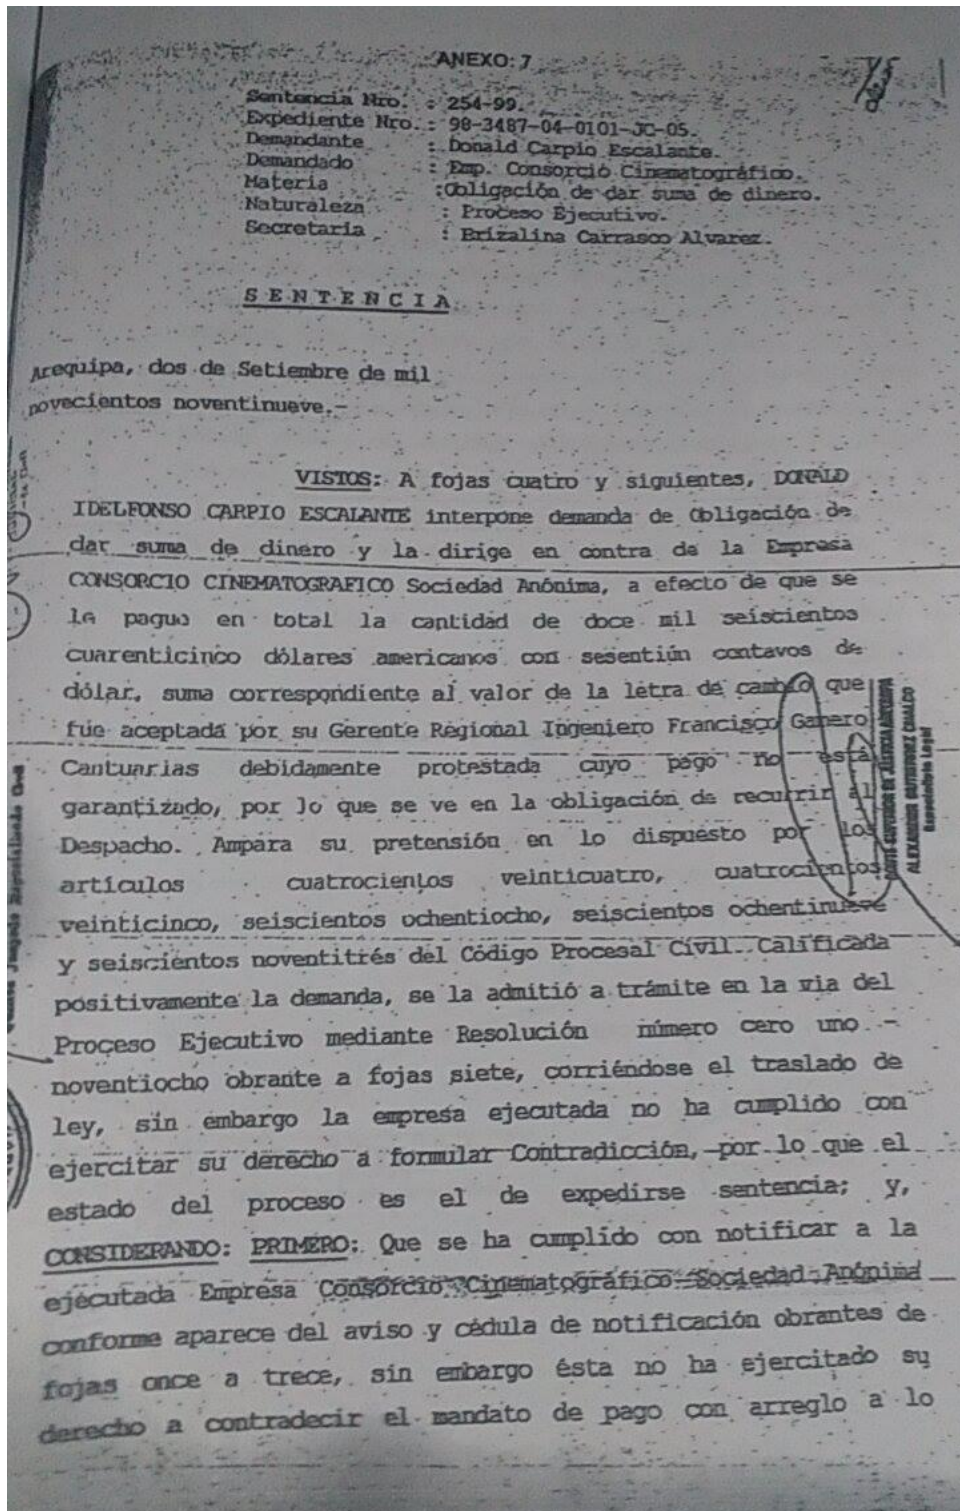 ANEXO: 7
Sentencia Nro. : 254-99.
Expediente Nro. : 98-3487-04-0101-JC-05.
Demandante : Donald Carpio Escalante.
Demandado : Emp. Consorcio Cinematográfico.
Materia :Obligación de dar suma de dinero.
Naturaleza : Proceso Ejecutivo.
Secretaria : Brizalina Carrasco Alvarez.
S E N T E N C I A
Arequipa, dos de Setiembre de mil
novecientos noventinueve.-
VISTOS: A fojas cuatro y siguientes, DONALD
IDELFONSO CARPIO ESCALANTE interpone demanda de Obligación de
dar suma de dinero y la dirige en contra de la Empresa
CONSORCIO CINEMATOGRAFICO Sociedad Anónima, a efecto de que se
le pague en total la cantidad de doce mil seiscientos
cuarenticinco dólares americanos con sesentiún centavos de
dólar, suma correspondiente al valor de la letra de cambio que
fue aceptada por su Gerente Regional Ingeniero Francisco Ganero
Cantuarias debidamente protestada cuyo pago no está
garantizado, por lo que se ve en la obligación de recurrir al
Despacho. Ampara su pretensión en lo dispuesto por los
artículos cuatrocientos veinticuatro, cuatrocientos
veinticinco, seiscientos ochentiocho, seiscientos ochentinueve
y seiscientos noventitrés del Código Procesal Civil. Calificada
positivamente la demanda, se la admitió a trámite en la via del
Proceso Ejecutivo mediante Resolución número cero uno -
noventiocho obrante a fojas siete, corriéndose el traslado de
ley, sin embargo la empresa ejecutada no ha cumplido con
ejercitar su derecho a formular Contradicción, por lo que el
estado del proceso es el de expedirse sentencia; y,
CONSIDERANDO: PRIMERO: Que se ha cumplido con notificar a la
ejecutada Empresa Consorcio Cinematográfico Sociedad Anónima
conforme aparece del aviso y cédula de notificación obrantes de
fojas once a trece, sin embargo ésta no ha ejercitado su
derecho a contradecir el mandato de pago con arreglo a lo
ALEXANDER GUTIERREZ CHALCO
Especialista Legal